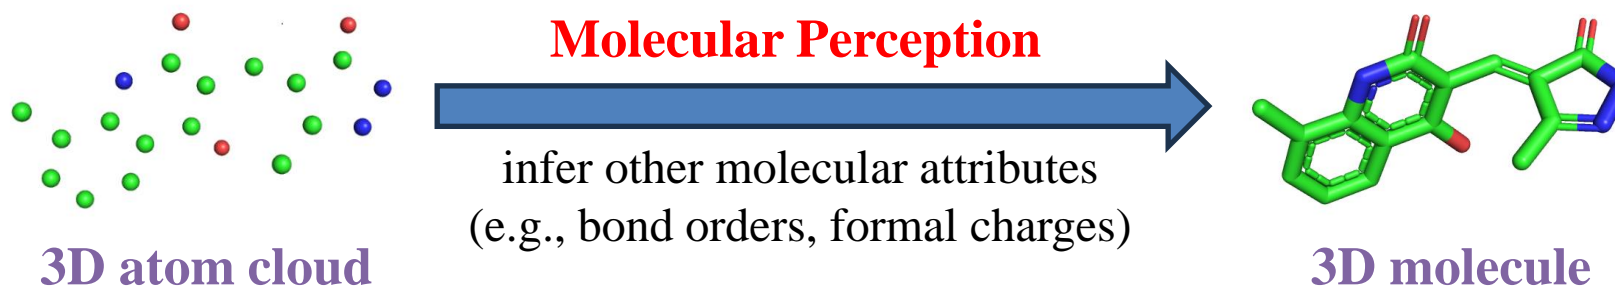 Molecular Perception
infer other molecular attributes
(e.g., bond orders, formal charges)
3D atom cloud
3D molecule